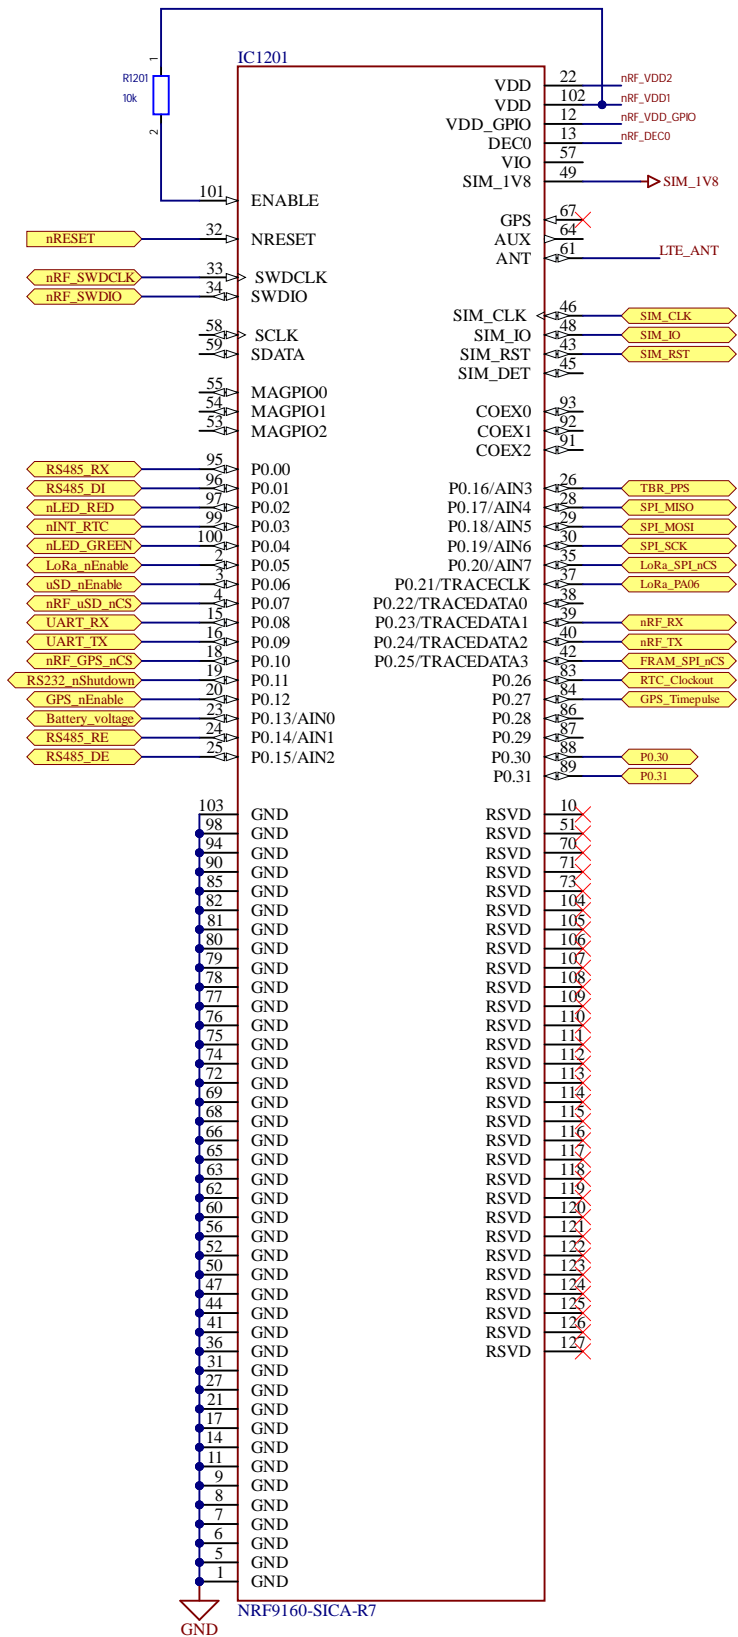 IC1201
1
R1201
10k
2
VDD 22 nRF_VDD2
VDD 102 nRF_VDD1
VDD_GPIO 12 nRF_VDD_GPIO
DEC0 13 nRF_DEC0
VIO 57
SIM_1V8 49 SIM_1V8
101 ENABLE
GPS 67
nRESET 32 NRESET
AUX 64
ANT 61 LTE_ANT
nRF_SWDCLK 33 SWDCLK
nRF_SWDIO 34 SWDIO
SIM_CLK 46 SIM_CLK
58 SCLK
SIM_IO 48 SIM_IO
59 SDATA
SIM_RST 43 SIM_RST
SIM_DET 45
55 MAGPIO0
54 MAGPIO1
COEX0 93
53 MAGPIO2
COEX1 92
COEX2 91
RS485_RX 95 P0.00
RS485_DI 96 P0.01
P0.16/AIN3 26 TBR_PPS
nLED_RED 97 P0.02
P0.17/AIN4 28 SPI_MISO
nINT_RTC 99 P0.03
P0.18/AIN5 29 SPI_MOSI
nLED_GREEN 100 P0.04
P0.19/AIN6 30 SPI_SCK
LoRa_nEnable 2 P0.05
P0.20/AIN7 35 LoRa_SPI_nCS
uSD_nEnable 3 P0.06
P0.21/TRACECLK 37 LoRa_PA06
nRF_uSD_nCS 4 P0.07
P0.22/TRACEDATA0 38
UART_RX 15 P0.08
P0.23/TRACEDATA1 39 nRF_RX
UART_TX 16 P0.09
P0.24/TRACEDATA2 40 nRF_TX
nRF_GPS_nCS 18 P0.10
P0.25/TRACEDATA3 42 FRAM_SPI_nCS
RS232_nShutdown 19 P0.11
P0.26 83 RTC_Clockout
GPS_nEnable 20 P0.12
P0.27 84 GPS_Timepulse
Battery_voltage 23 P0.13/AIN0
P0.28 86
RS485_RE 24 P0.14/AIN1
P0.29 87
RS485_DE 25 P0.15/AIN2
P0.30 88 P0.30
P0.31 89 P0.31
103 GND RSVD 10
98 GND RSVD 51
94 GND RSVD 70
90 GND RSVD 71
85 GND RSVD 73
82 GND RSVD 104
81 GND RSVD 105
80 GND RSVD 106
79 GND RSVD 107
78 GND RSVD 108
77 GND RSVD 109
76 GND RSVD 110
75 GND RSVD 111
74 GND RSVD 112
72 GND RSVD 113
69 GND RSVD 114
68 GND RSVD 115
66 GND RSVD 116
65 GND RSVD 117
63 GND RSVD 118
62 GND RSVD 119
60 GND RSVD 120
56 GND RSVD 121
52 GND RSVD 122
50 GND RSVD 123
47 GND RSVD 124
44 GND RSVD 125
41 GND RSVD 126
36 GND RSVD 127
31 GND
27 GND
21 GND
17 GND
14 GND
11 GND
9 GND
8 GND
7 GND
6 GND
5 GND
1 GND
NRF9160-SICA-R7
GND